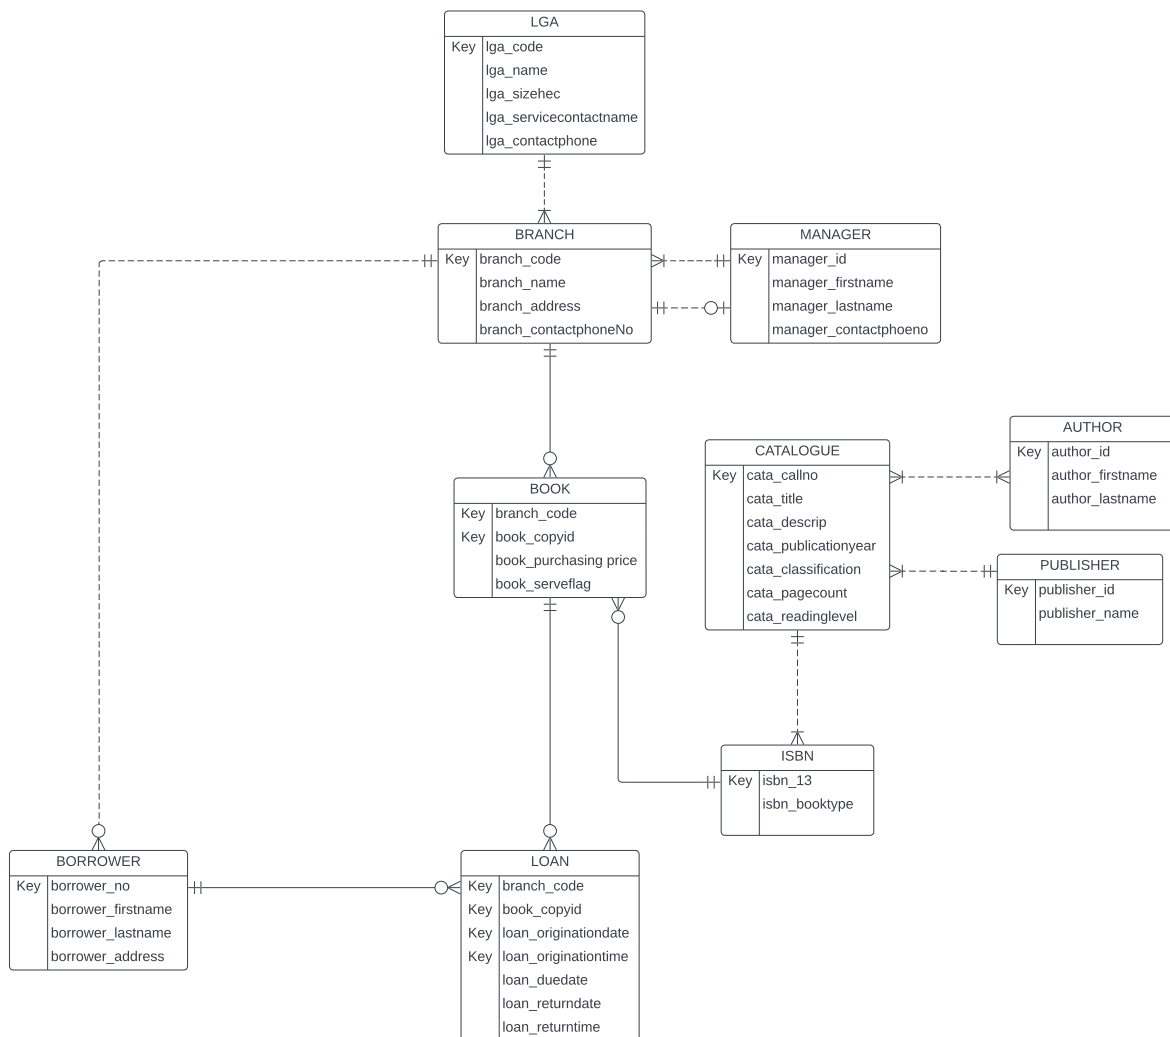 LGA
Key lga_code
lga_name
lga_sizehec
lga_servicecontactname
lga_contactphone
BRANCH
Key branch_code
branch_name
branch_address
branch_contactphoneNo
MANAGER
Key manager_id
manager_firstname
manager_lastname
manager_contactphoeno
BOOK
Key branch_code
Key book_copyid
book_purchasing price
book_serveflag
CATALOGUE
Key cata_callno
cata_title
cata_descrip
cata_publicationyear
cata_classification
cata_pagecount
cata_readinglevel
AUTHOR
Key author_id
author_firstname
author_lastname
PUBLISHER
Key publisher_id
publisher_name
ISBN
Key isbn_13
isbn_booktype
BORROWER
Key borrower_no
borrower_firstname
borrower_lastname
borrower_address
LOAN
Key branch_code
Key book_copyid
Key loan_originationdate
Key loan_originationtime
loan_duedate
loan_returndate
loan_returntime